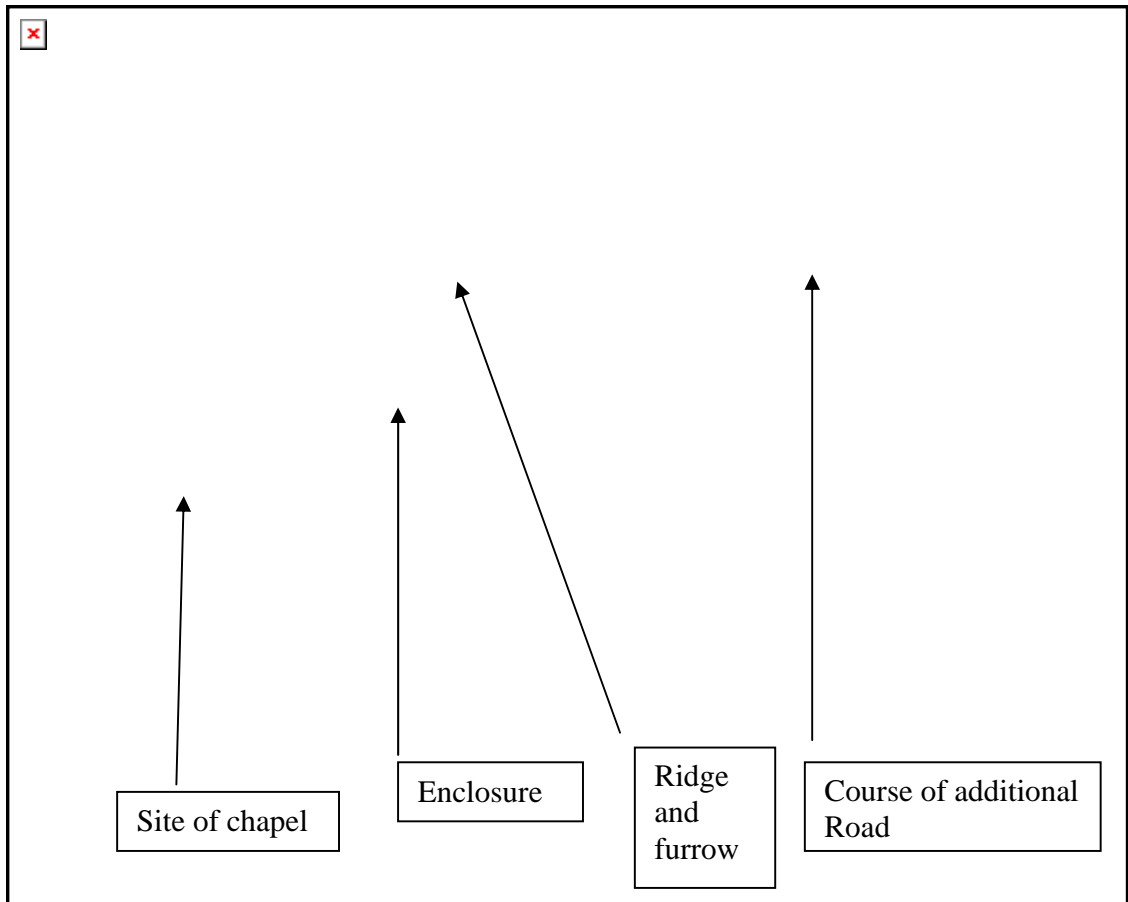 Site of chapel
Enclosure
Ridge
and
furrow
Course of additional
Road